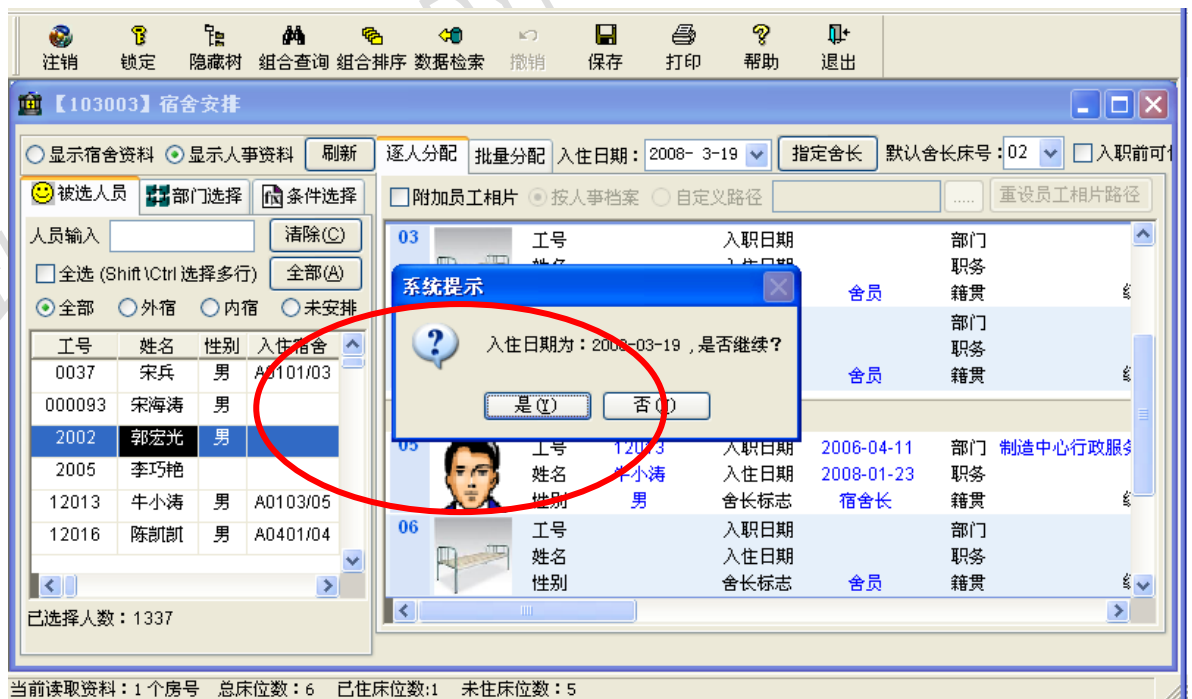 注销 锁定 隐藏树 组合查询 组合排序 数据检索 撤销 保存 打印 帮助 退出
【103003】宿舍安排
显示宿舍资料 显示人事资料 刷新 逐人分配 批量分配 入住日期： 2008- 3-19 指定舍长 默认舍长床号： 02 入职前可
被选人员 部门选择 条件选择 附加员工相片 按人事档案 自定义路径 ..... 重设员工相片路径
人员输入 清除(C)
全选 (Shift\Ctrl 选择多行) 全部(A)
全部 外宿 内宿 未安排
工号 姓名 性别 入住宿舍
0037 宋兵 男 A0101/03
000093 宋海涛 男
2002 郭宏光 男
2005 李巧艳
12013 牛小涛 男 A0103/05
12016 陈凯凯 男 A0401/04
已选择人数：1337
03 工号 入职日期 部门
姓名 入住日期 职务
舍员 籍贯
部门
职务
舍员 籍贯
系统提示
入住日期为：2008-03-19 ,是否继续?
是(Y) 否(N)
05 工号 12013 入职日期 2006-04-11 部门 制造中心行政服务
姓名 牛小涛 入住日期 2008-01-23 职务
性别 男 舍长标志 宿舍长 籍贯
06 工号 入职日期 部门
姓名 入住日期 职务
性别 舍长标志 舍员 籍贯
当前读取资料：1 个房号 总床位数：6 已住床位数:1 未住床位数：5